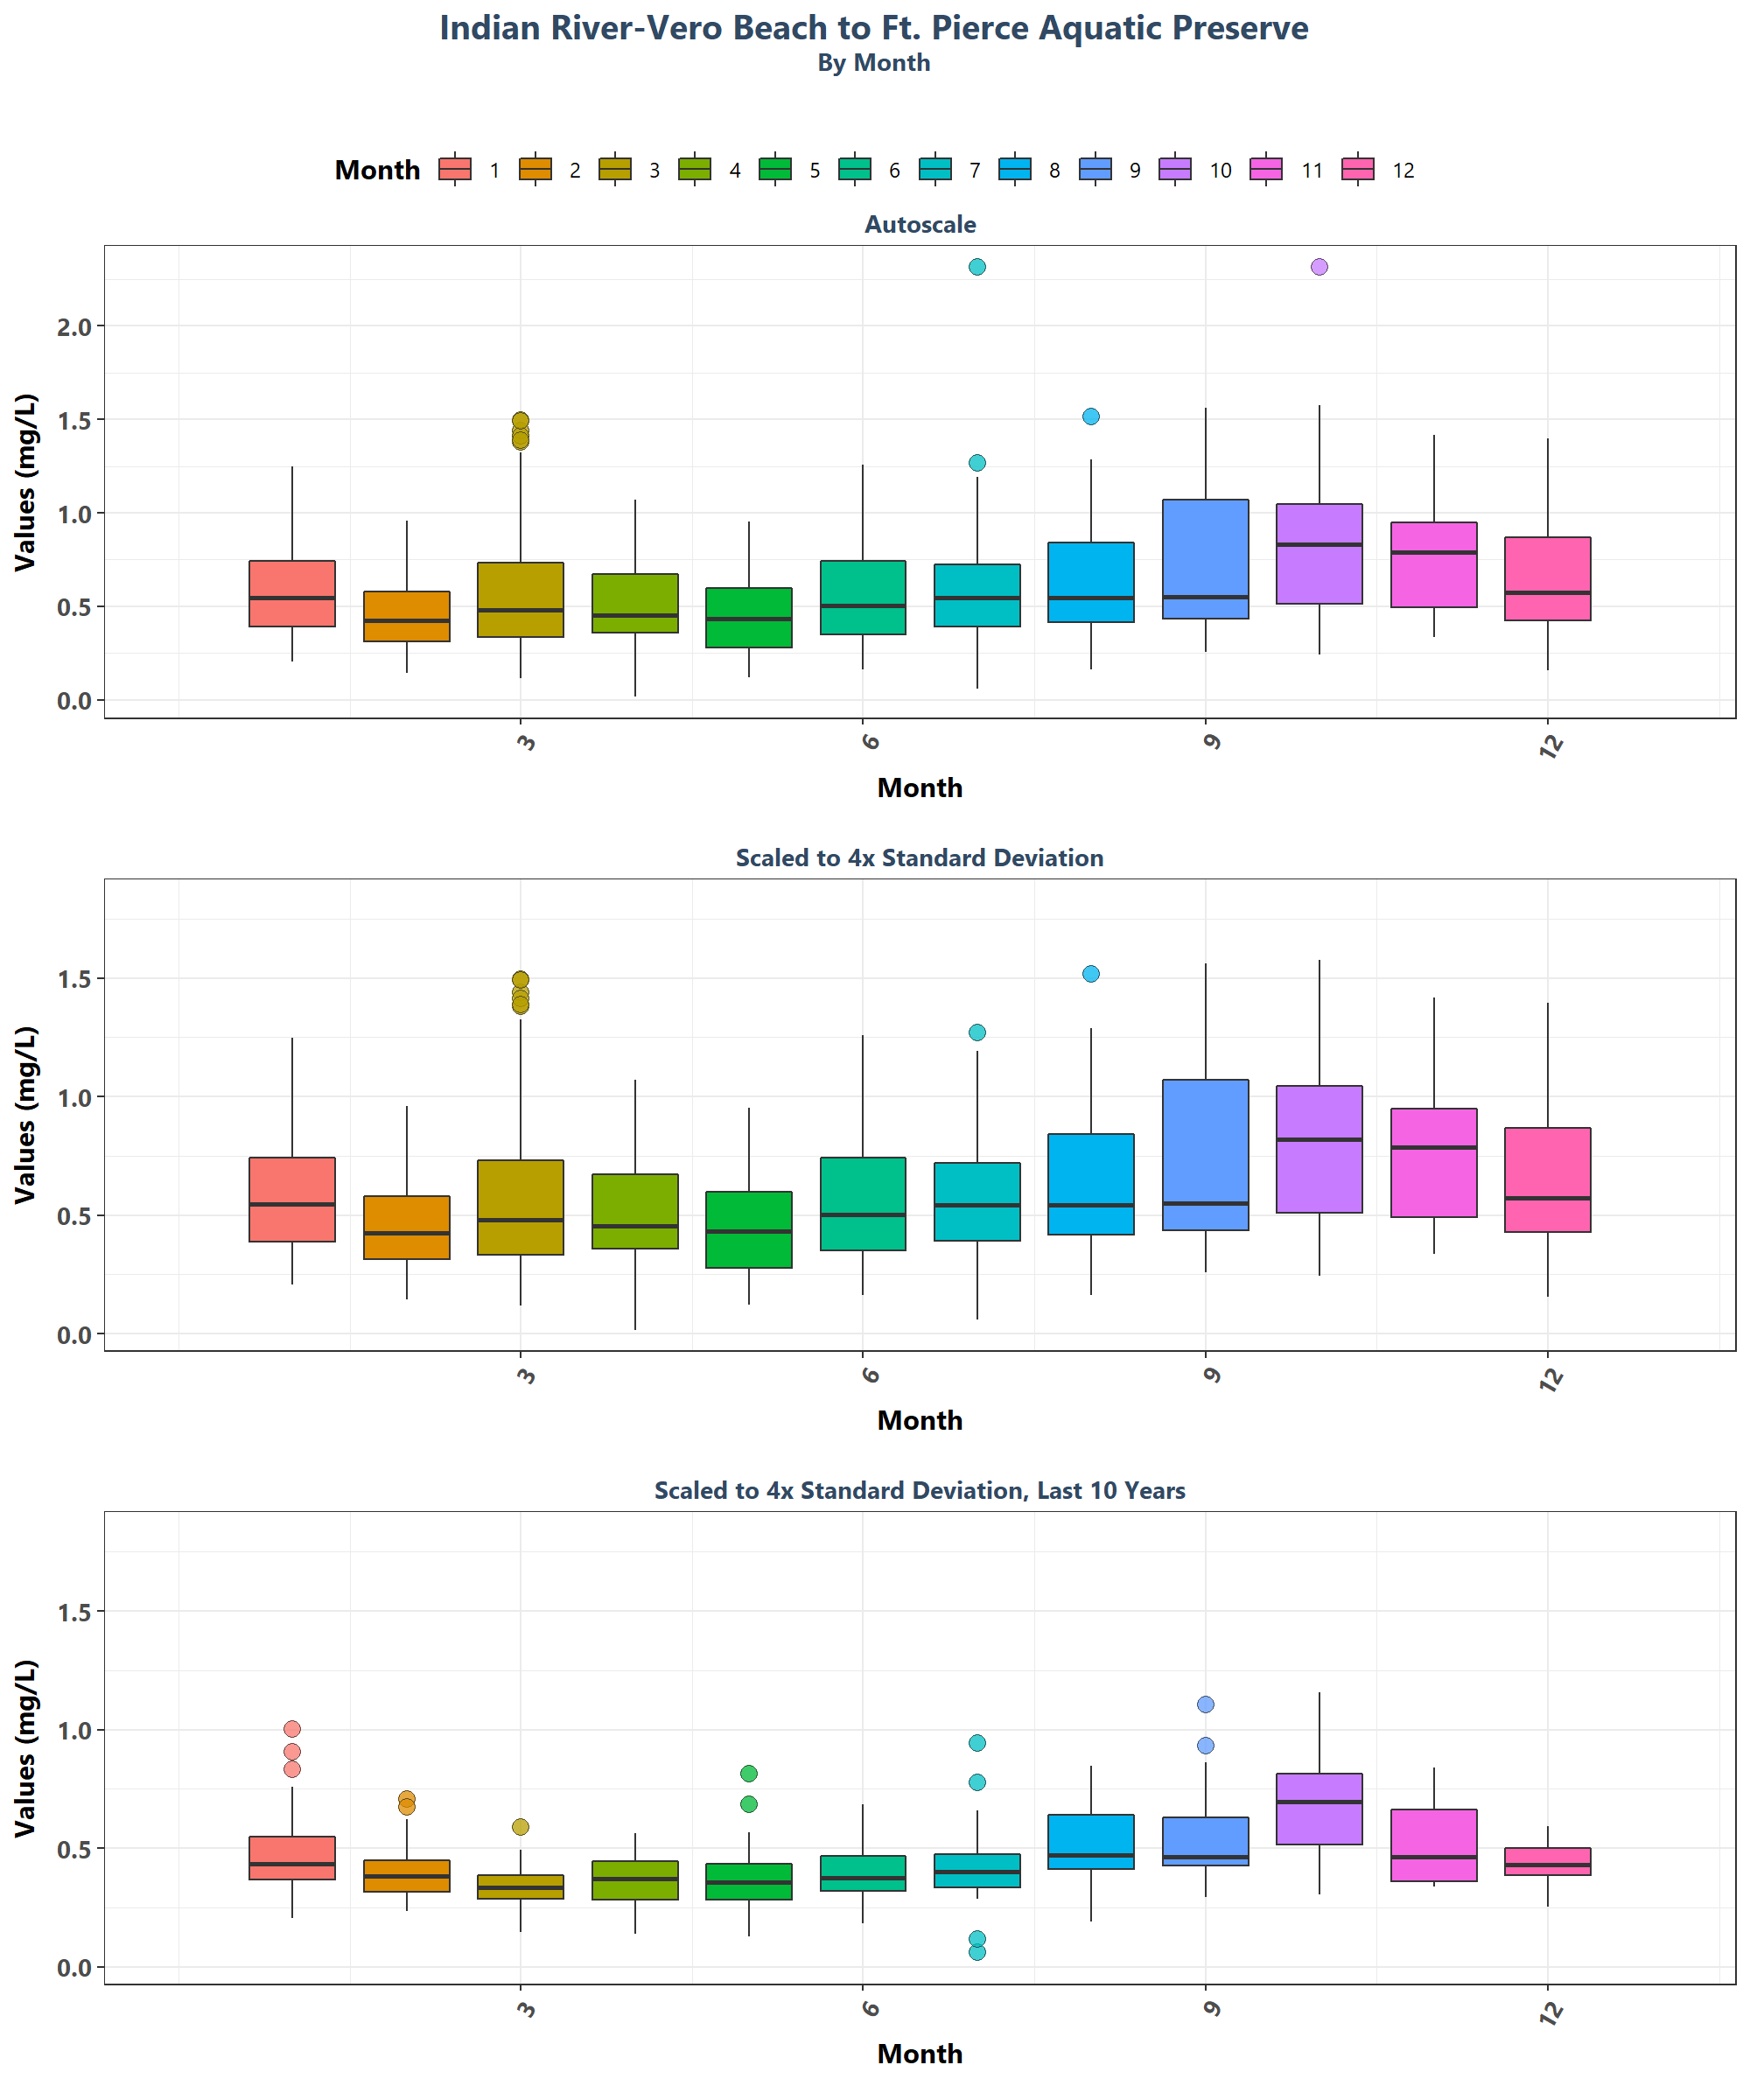 Indian River-Vero Beach to Ft. Pierce Aquatic Preserve
By Month
Month 1 2 3 4 5 6 7 8 9 10 11 12
Autoscale
Values (mg/L)
2.0
1.5
1.0
0.5
0.0
3 6 9 12
Month
Scaled to 4x Standard Deviation
Values (mg/L)
1.5
1.0
0.5
0.0
3 6 9 12
Month
Scaled to 4x Standard Deviation, Last 10 Years
Values (mg/L)
1.5
1.0
0.5
0.0
3 6 9 12
Month